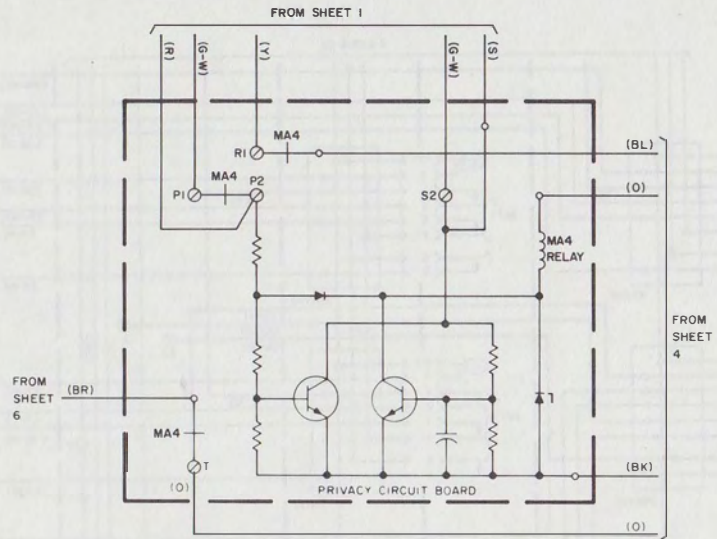 FROM SHEET 1
(R)
(G-W)
(Y)
(G-W)
(S)
MA4
R1
(BL)
MA4
P1
P2
S2
(O)
MA4
RELAY
FROM
SHEET
4
FROM
SHEET
6
(BR)
MA4
T
(O)
PRIVACY CIRCUIT BOARD
(BK)
(O)